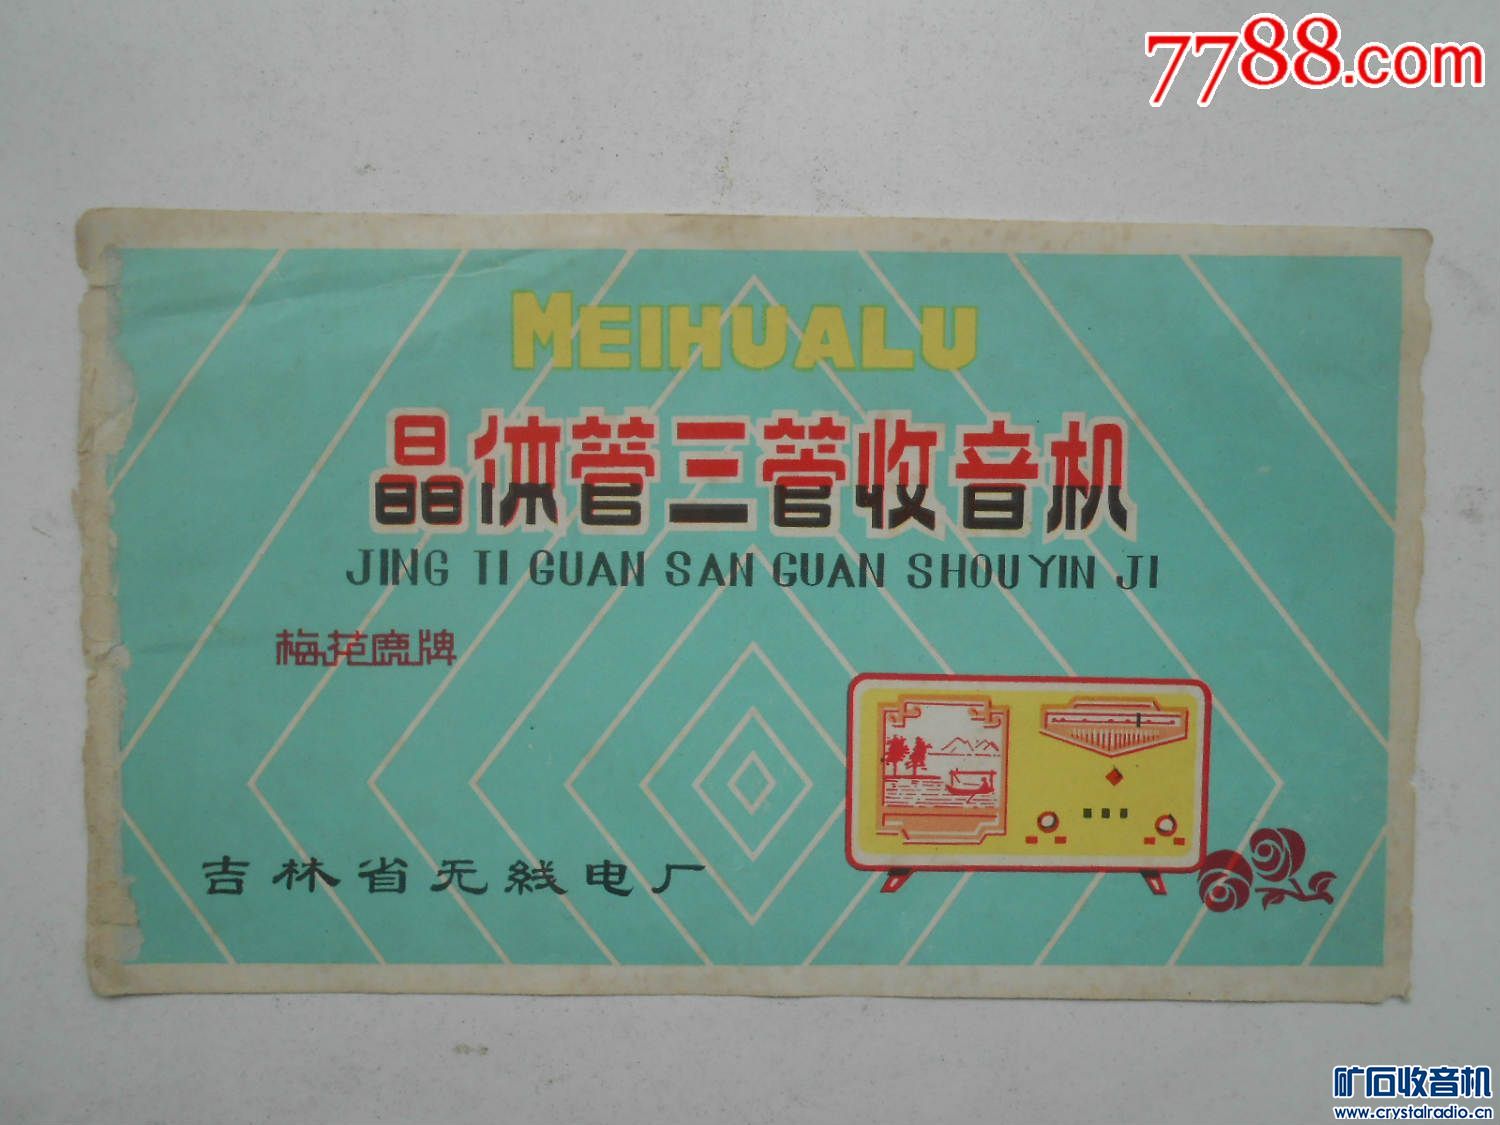 7788.com
MEIHUALU
晶体管三管收音机
JING TI GUAN SAN GUAN SHOU YIN JI
梅花鹿牌
吉林省无线电厂
矿石收音机
www.crystalradio.cn